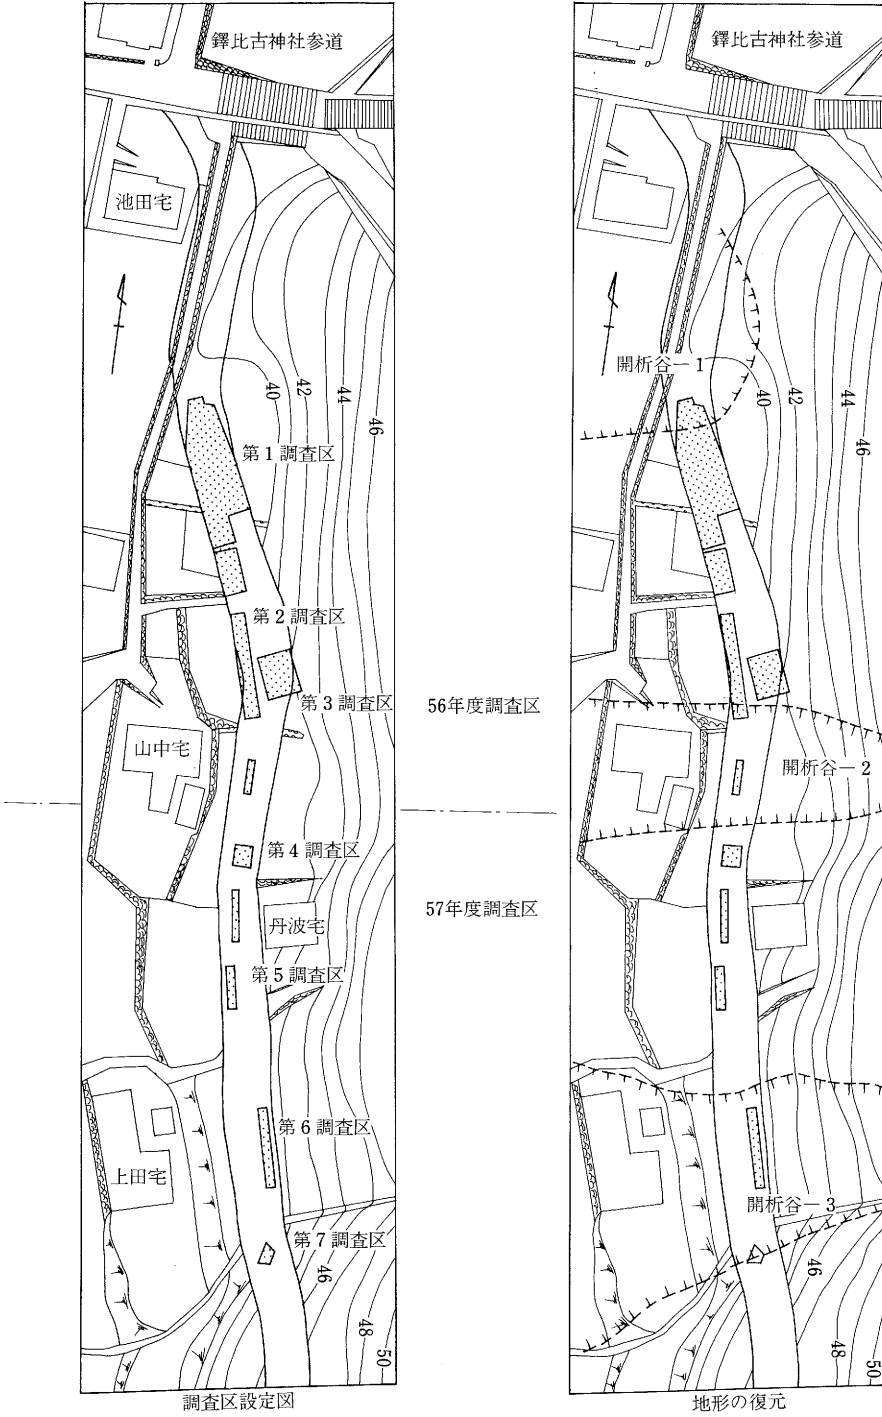 鐸比古神社参道
池田宅
40
42
44
46
第1調査区
第2調査区
第3調査区
山中宅
第4調査区
丹波宅
第5調査区
第6調査区
上田宅
第7調査区
46
48
50
調査区設定図
56年度調査区
57年度調査区
鐸比古神社参道
開析谷－1
40
42
44
46
開析谷－2
開析谷－3
46
48
50
地形の復元